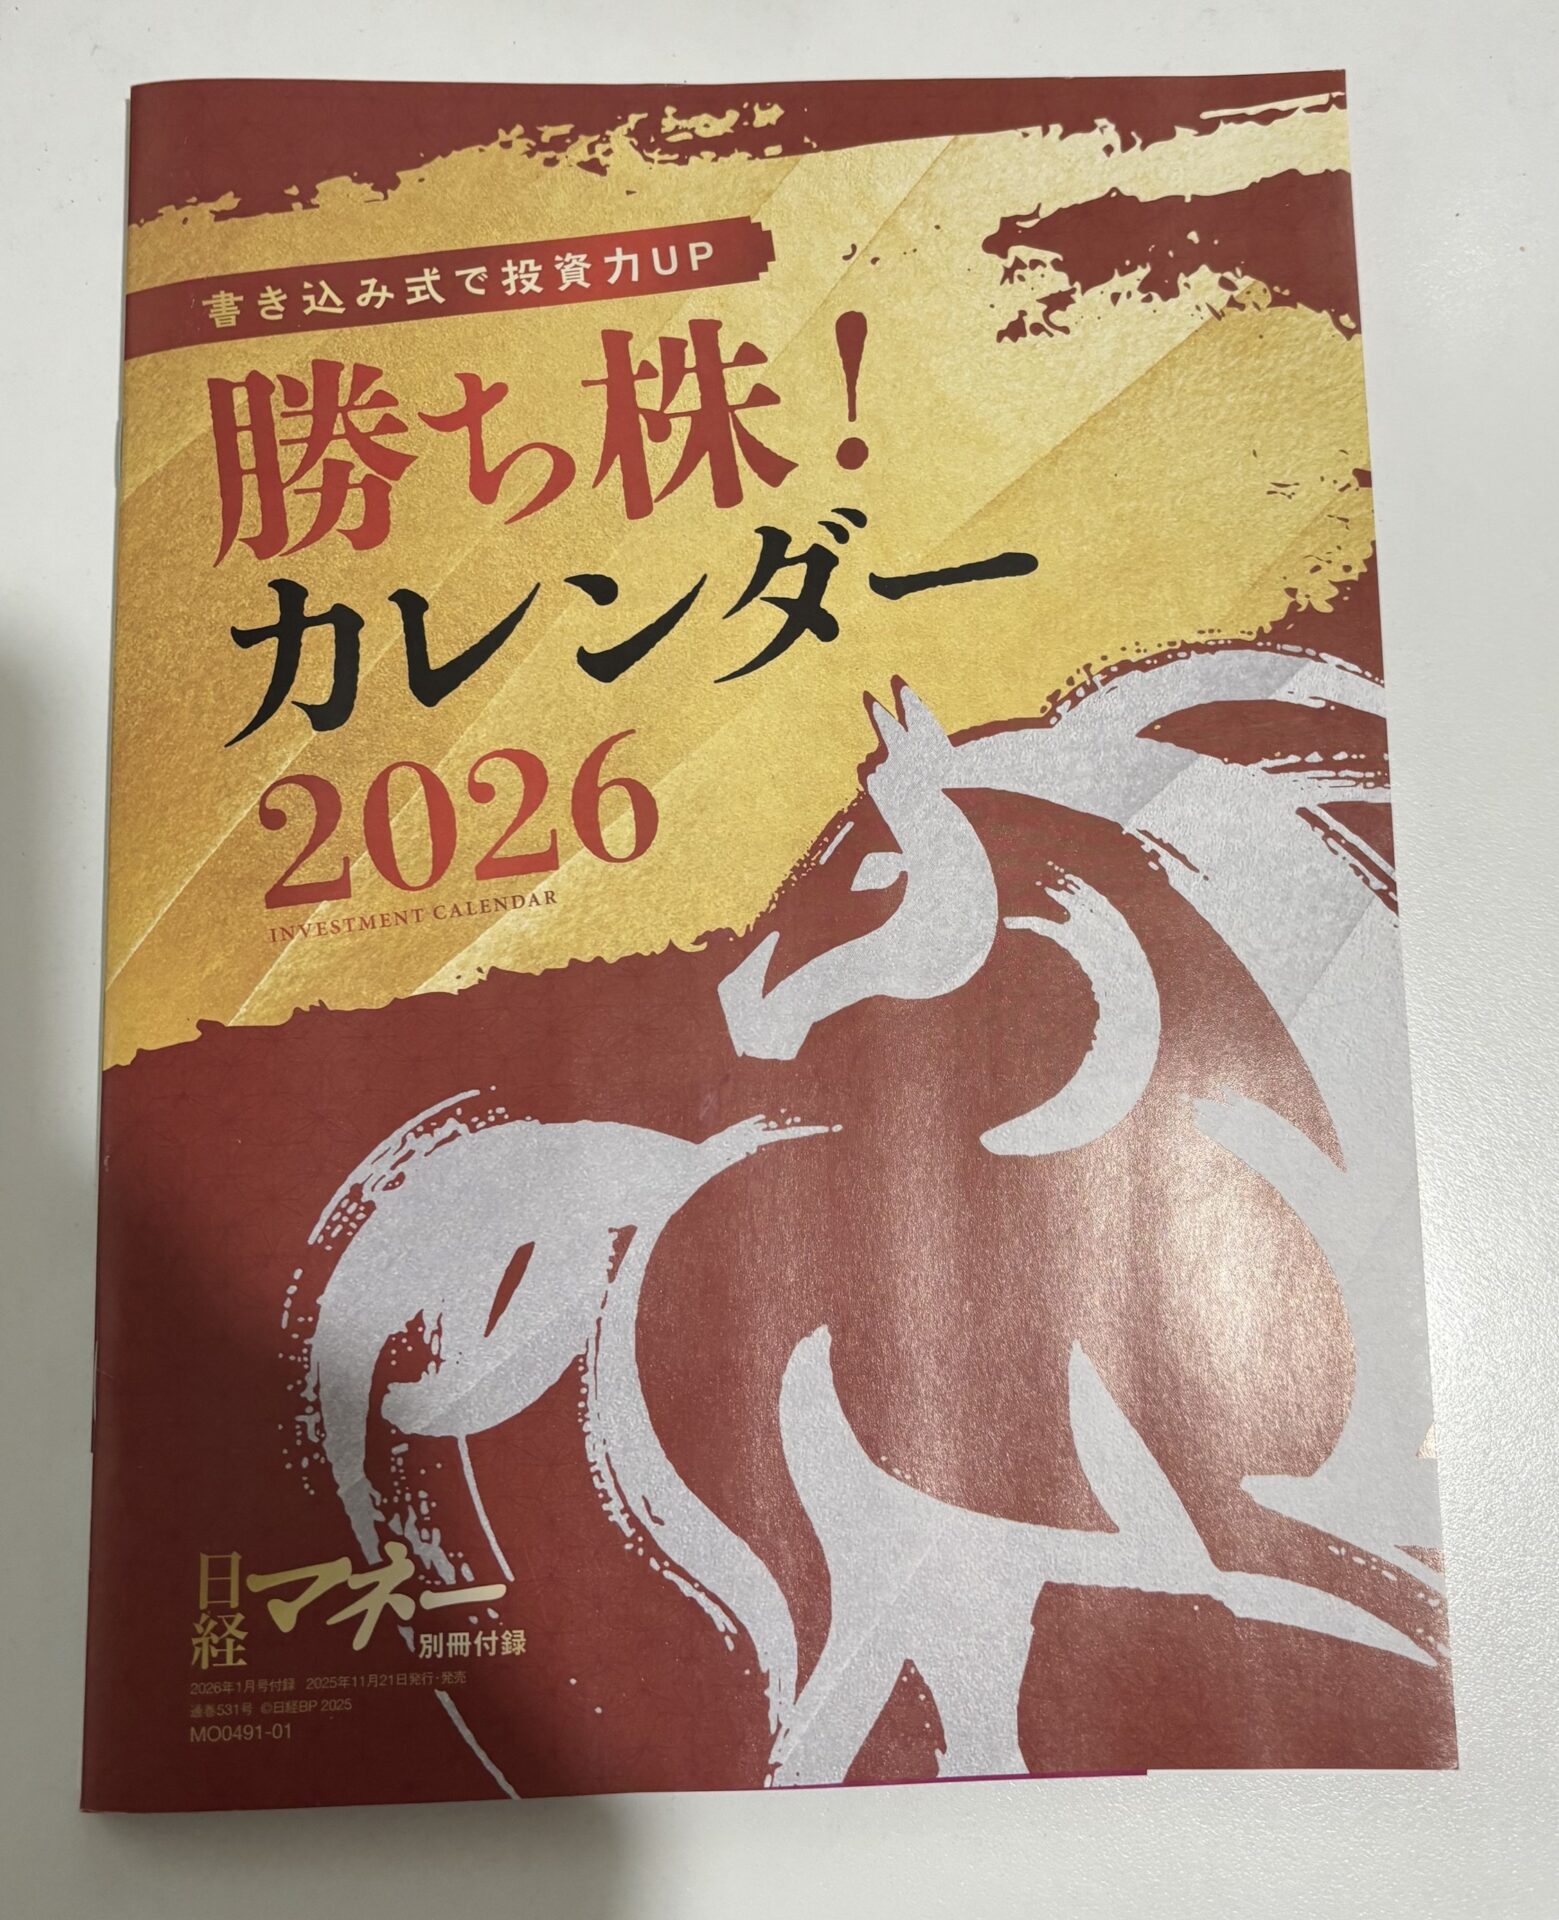 書き込み式で投資力UP
勝ち株！
カレンダー
2026
INVESTMENT CALENDAR
日経マネー
別冊付録
2026年1月号付録 2025年11月21日発行・発売
通巻531号 ©日経BP 2025
MO0491-01